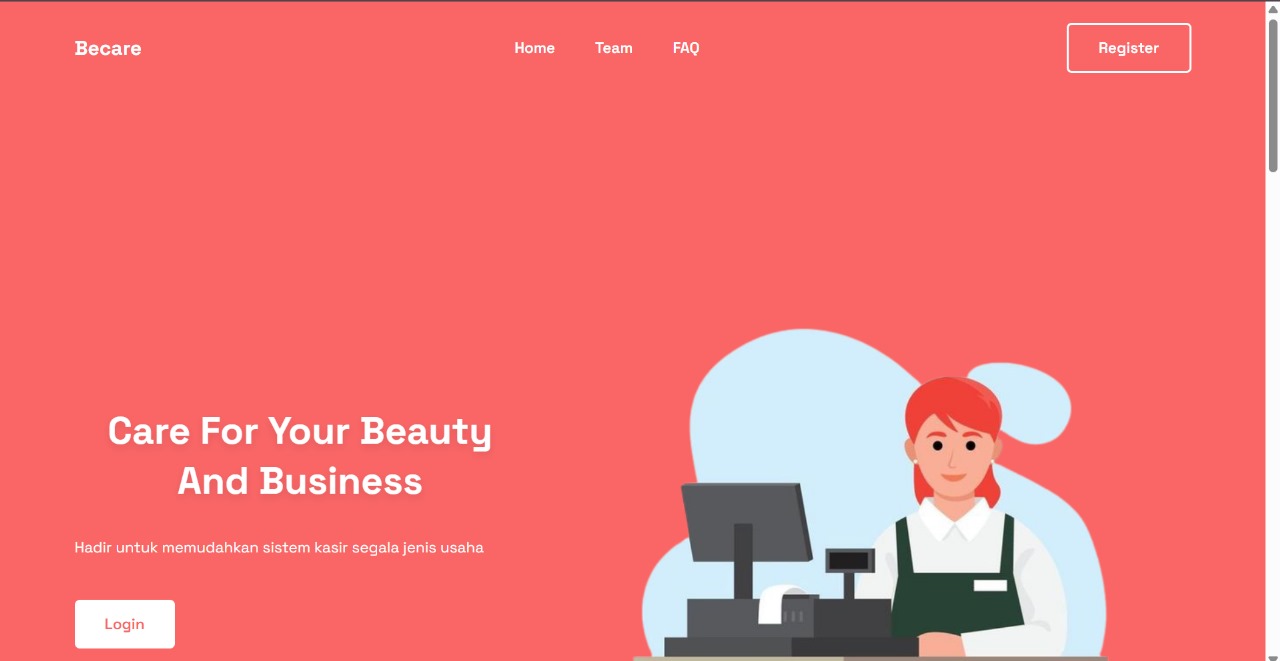 Becare
Home Team FAQ
Register
Care For Your Beauty
And Business
Hadir untuk memudahkan sistem kasir segala jenis usaha
Login